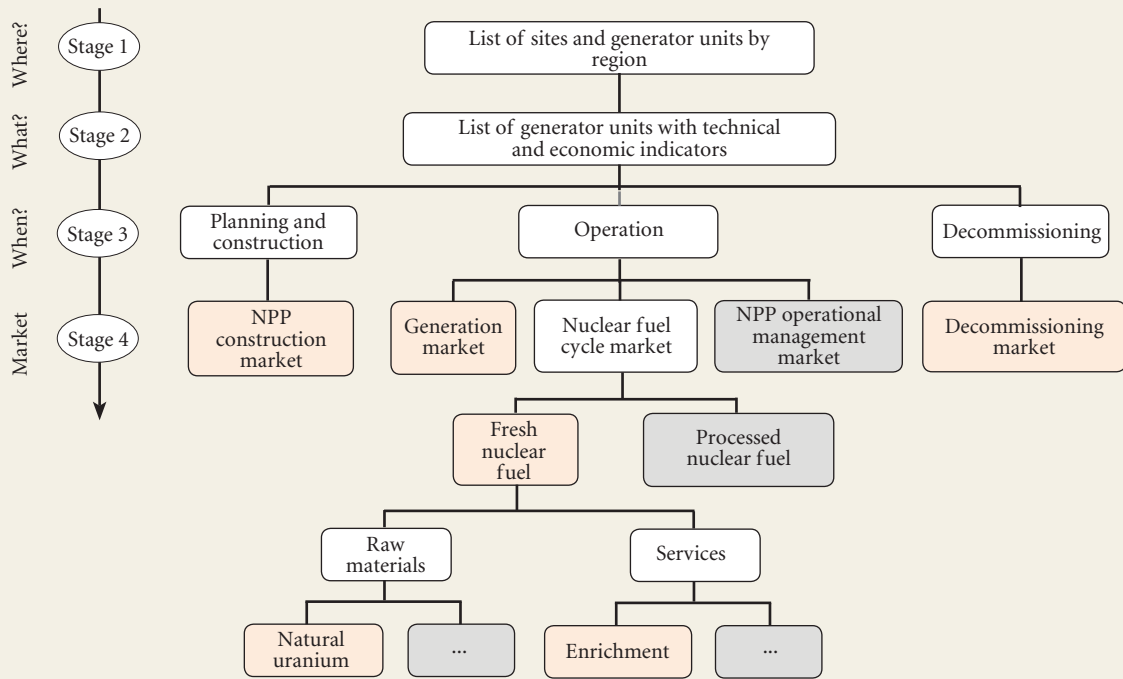 Where?
Stage 1
List of sites and generator units by
region
What?
Stage 2
List of generator units with technical
and economic indicators
When?
Stage 3
Planning and
construction
Operation
Decommissioning
Market
Stage 4
NPP
construction
market
Generation
market
Nuclear fuel
cycle market
NPP operational
management
market
Decommissioning
market
Fresh
nuclear
fuel
Processed
nuclear fuel
Raw
materials
Services
Natural
uranium
...
Enrichment
...